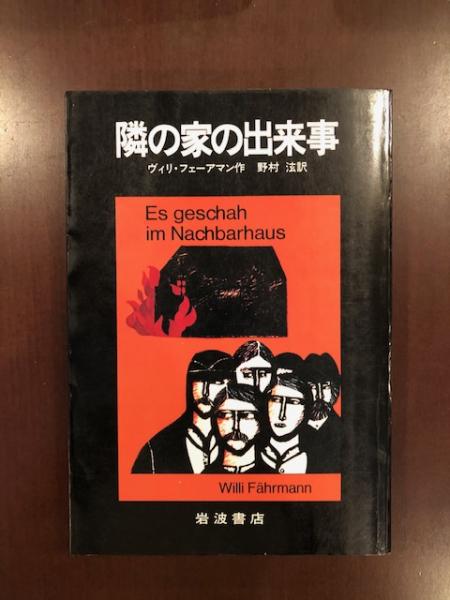 隣の家の出来事
ヴィリ・フェーアマン作 野村 泫訳
Es geschah
im Nachbarhaus
Willi Fährmann
岩波書店